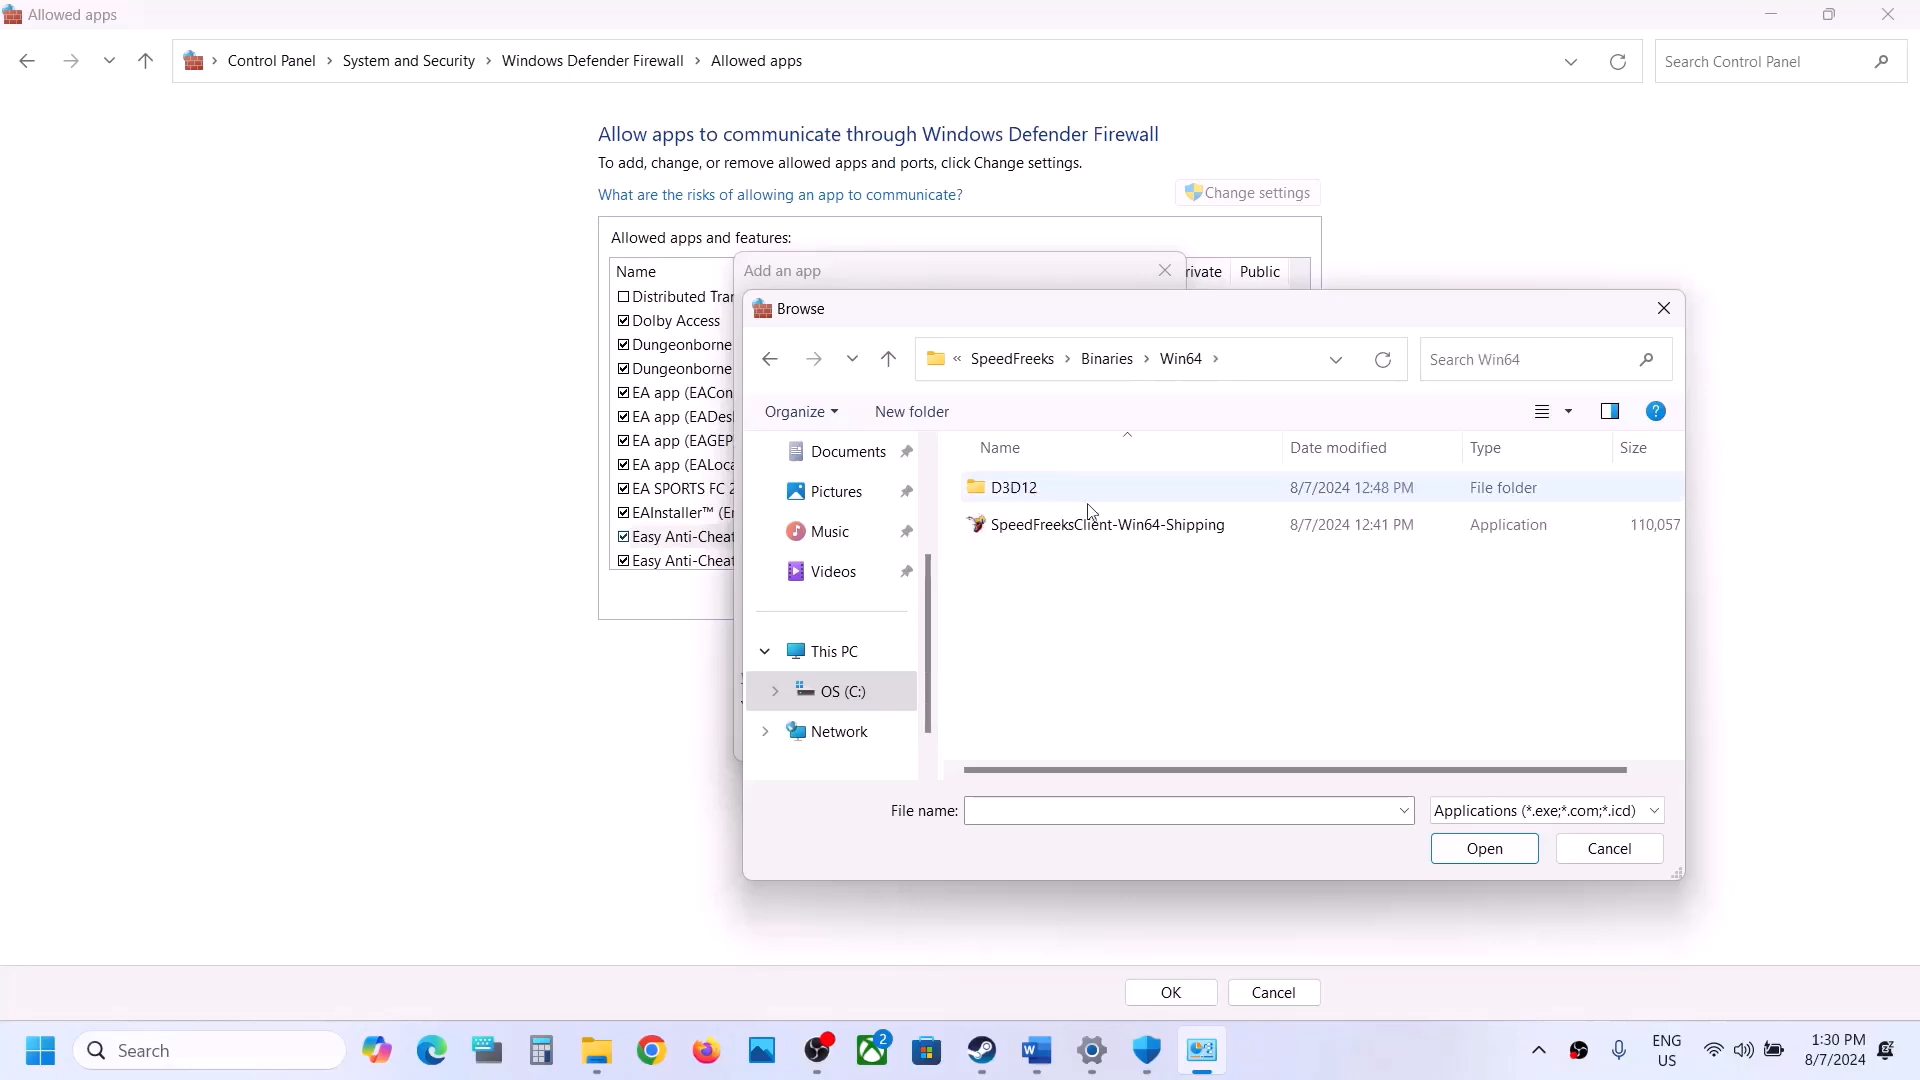 Allowed apps
Control Panel › System and Security › Windows Defender Firewall › Allowed apps
Search Control Panel
Allow apps to communicate through Windows Defender Firewall
To add, change, or remove allowed apps and ports, click Change settings.
What are the risks of allowing an app to communicate?
Change settings
Allowed apps and features:
Name
rivate
Public
Distributed Tra
Dolby Access
Dungeonborne
Dungeonborne
EA app (EACon
EA app (EADes
EA app (EAGEP
EA app (EALoca
EA SPORTS FC 2
EAInstaller™ (E
Easy Anti-Cheat
Easy Anti-Cheat
Add an app
Browse
« SpeedFreeks › Binaries › Win64 ›
Search Win64
Organize
New folder
Documents
Pictures
Music
Videos
This PC
OS (C:)
Network
Name
Date modified
Type
Size
D3D12
8/7/2024 12:48 PM
File folder
SpeedFreeksClient-Win64-Shipping
8/7/2024 12:41 PM
Application
110,057
File name:
Applications (*.exe;*.com;*.icd)
Open
Cancel
OK
Cancel
Search
2
ENG
US
1:30 PM
8/7/2024